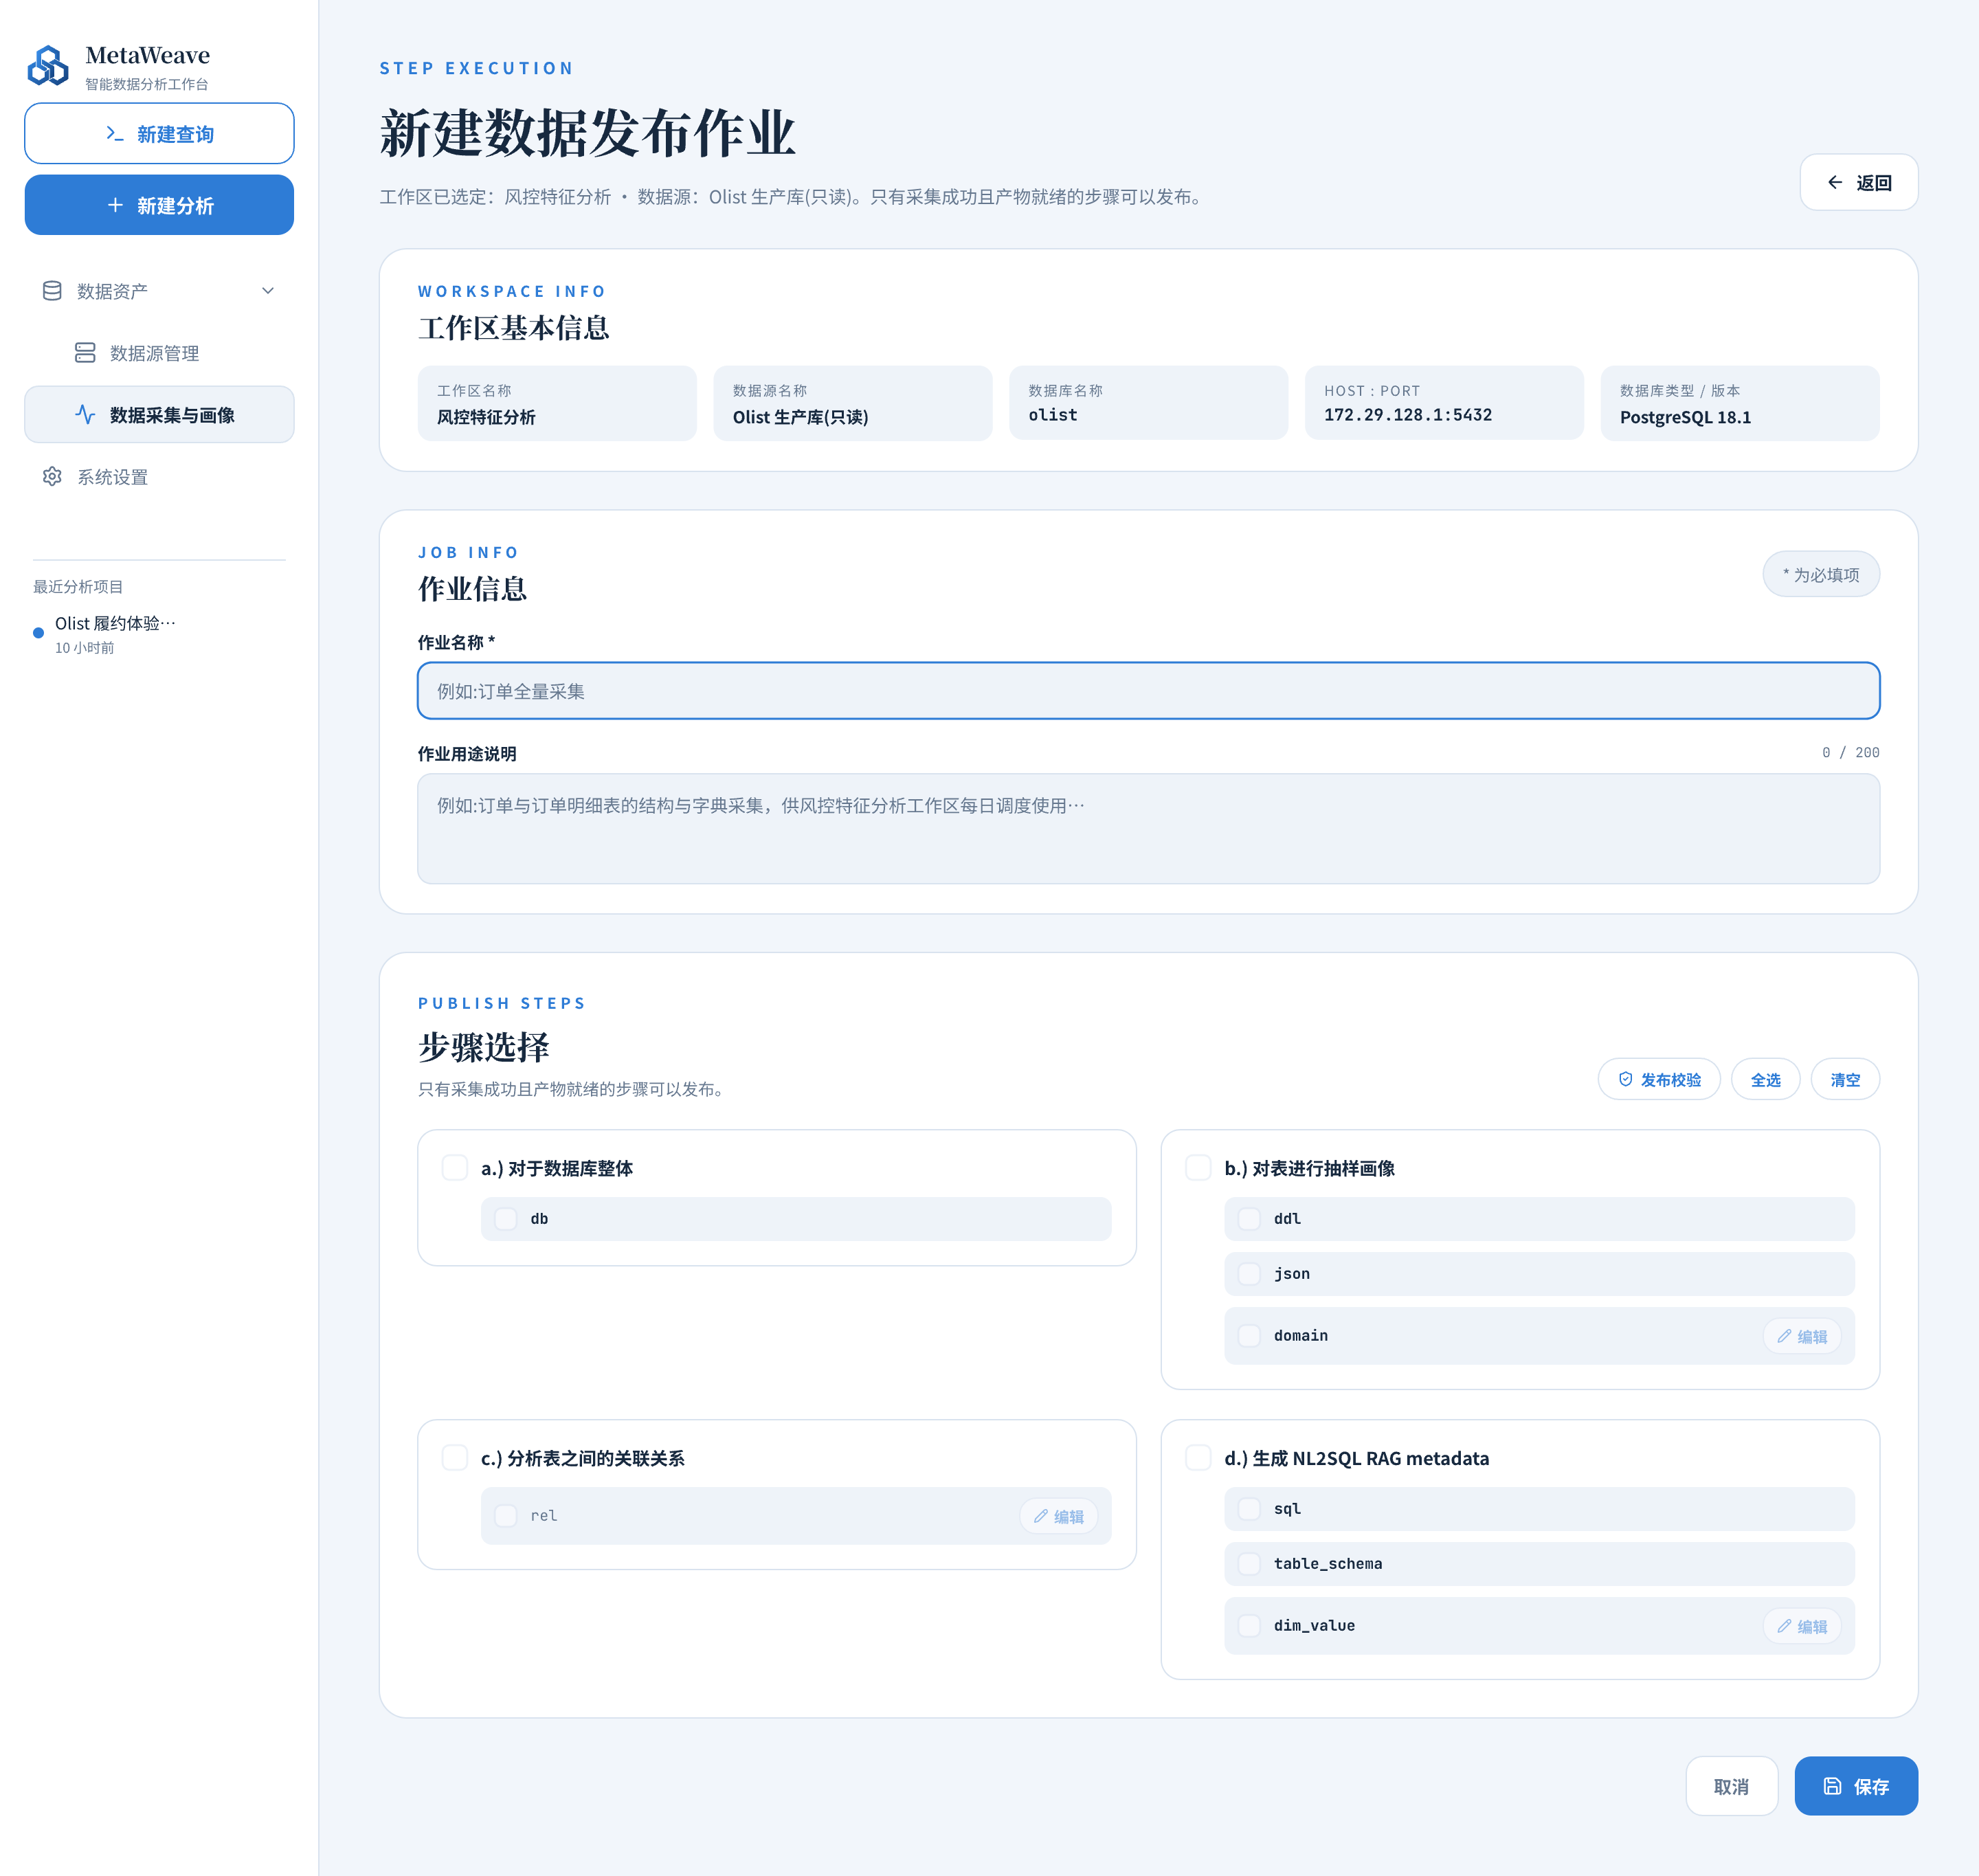 MetaWeave
智能数据分析工作台
新建查询
新建分析
数据资产
数据源管理
数据采集与画像
系统设置
最近分析项目
Olist 履约体验…
10 小时前
STEP EXECUTION
新建数据发布作业
工作区已选定：风控特征分析 • 数据源：Olist 生产库(只读)。只有采集成功且产物就绪的步骤可以发布。
返回
WORKSPACE INFO
工作区基本信息
工作区名称
风控特征分析
数据源名称
Olist 生产库(只读)
数据库名称
olist
HOST : PORT
172.29.128.1:5432
数据库类型 / 版本
PostgreSQL 18.1
JOB INFO
作业信息
* 为必填项
作业名称 *
例如:订单全量采集
作业用途说明
0 / 200
例如:订单与订单明细表的结构与字典采集，供风控特征分析工作区每日调度使用…
PUBLISH STEPS
步骤选择
只有采集成功且产物就绪的步骤可以发布。
发布校验
全选
清空
a.) 对于数据库整体
db
b.) 对表进行抽样画像
ddl
json
domain
编辑
c.) 分析表之间的关联关系
rel
编辑
d.) 生成 NL2SQL RAG metadata
sql
table_schema
dim_value
编辑
取消
保存